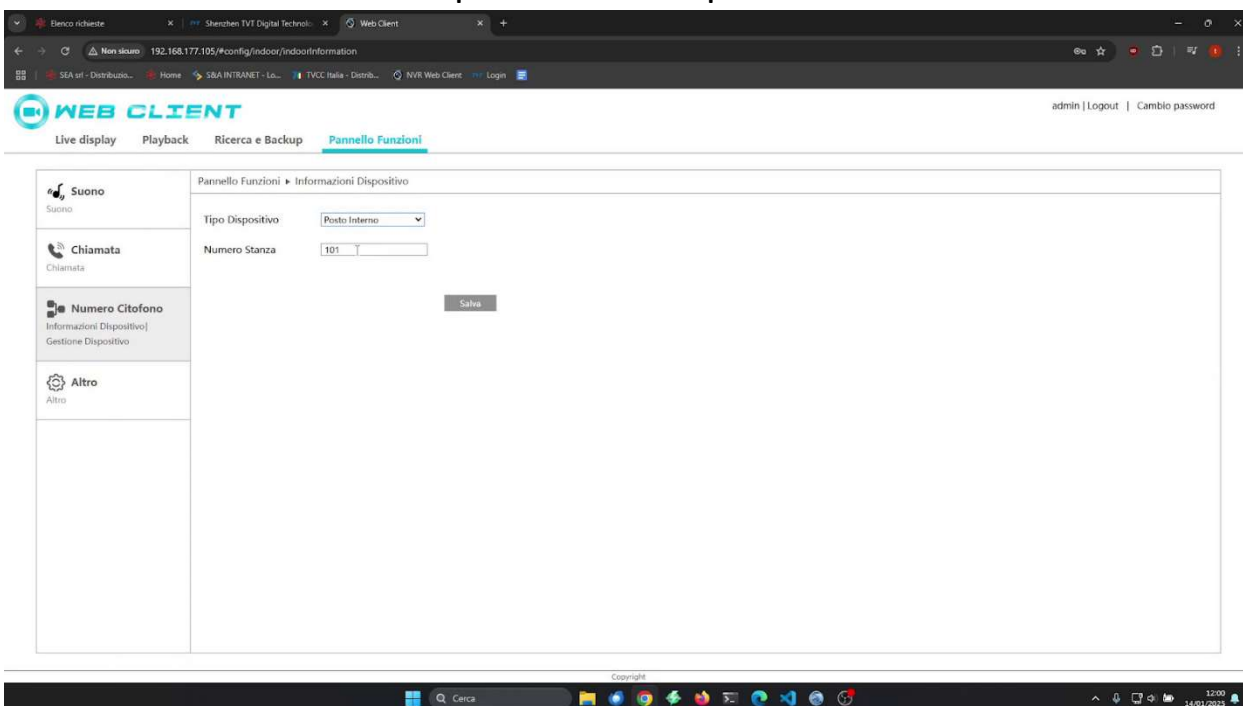 Elenco richieste
Shenzhen TVT Digital Technolo
Web Client
Non sicuro 192.168.177.105/#config/indoor/indoorInformation
SEA srl - Distribuzio... Home S&A INTRANET - Lo... TVCC Italia - Distrib... NVR Web Client Login
WEB CLIENT
admin | Logout | Cambio password
Live display Playback Ricerca e Backup Pannello Funzioni
Suono
Suono
Chiamata
Chiamata
Numero Citofono
Informazioni Dispositivo|
Gestione Dispositivo
Altro
Altro
Pannello Funzioni ▸ Informazioni Dispositivo
Tipo Dispositivo Posto Interno
Numero Stanza 101
Salva
Copyright
Cerca
12:00
14/01/2025